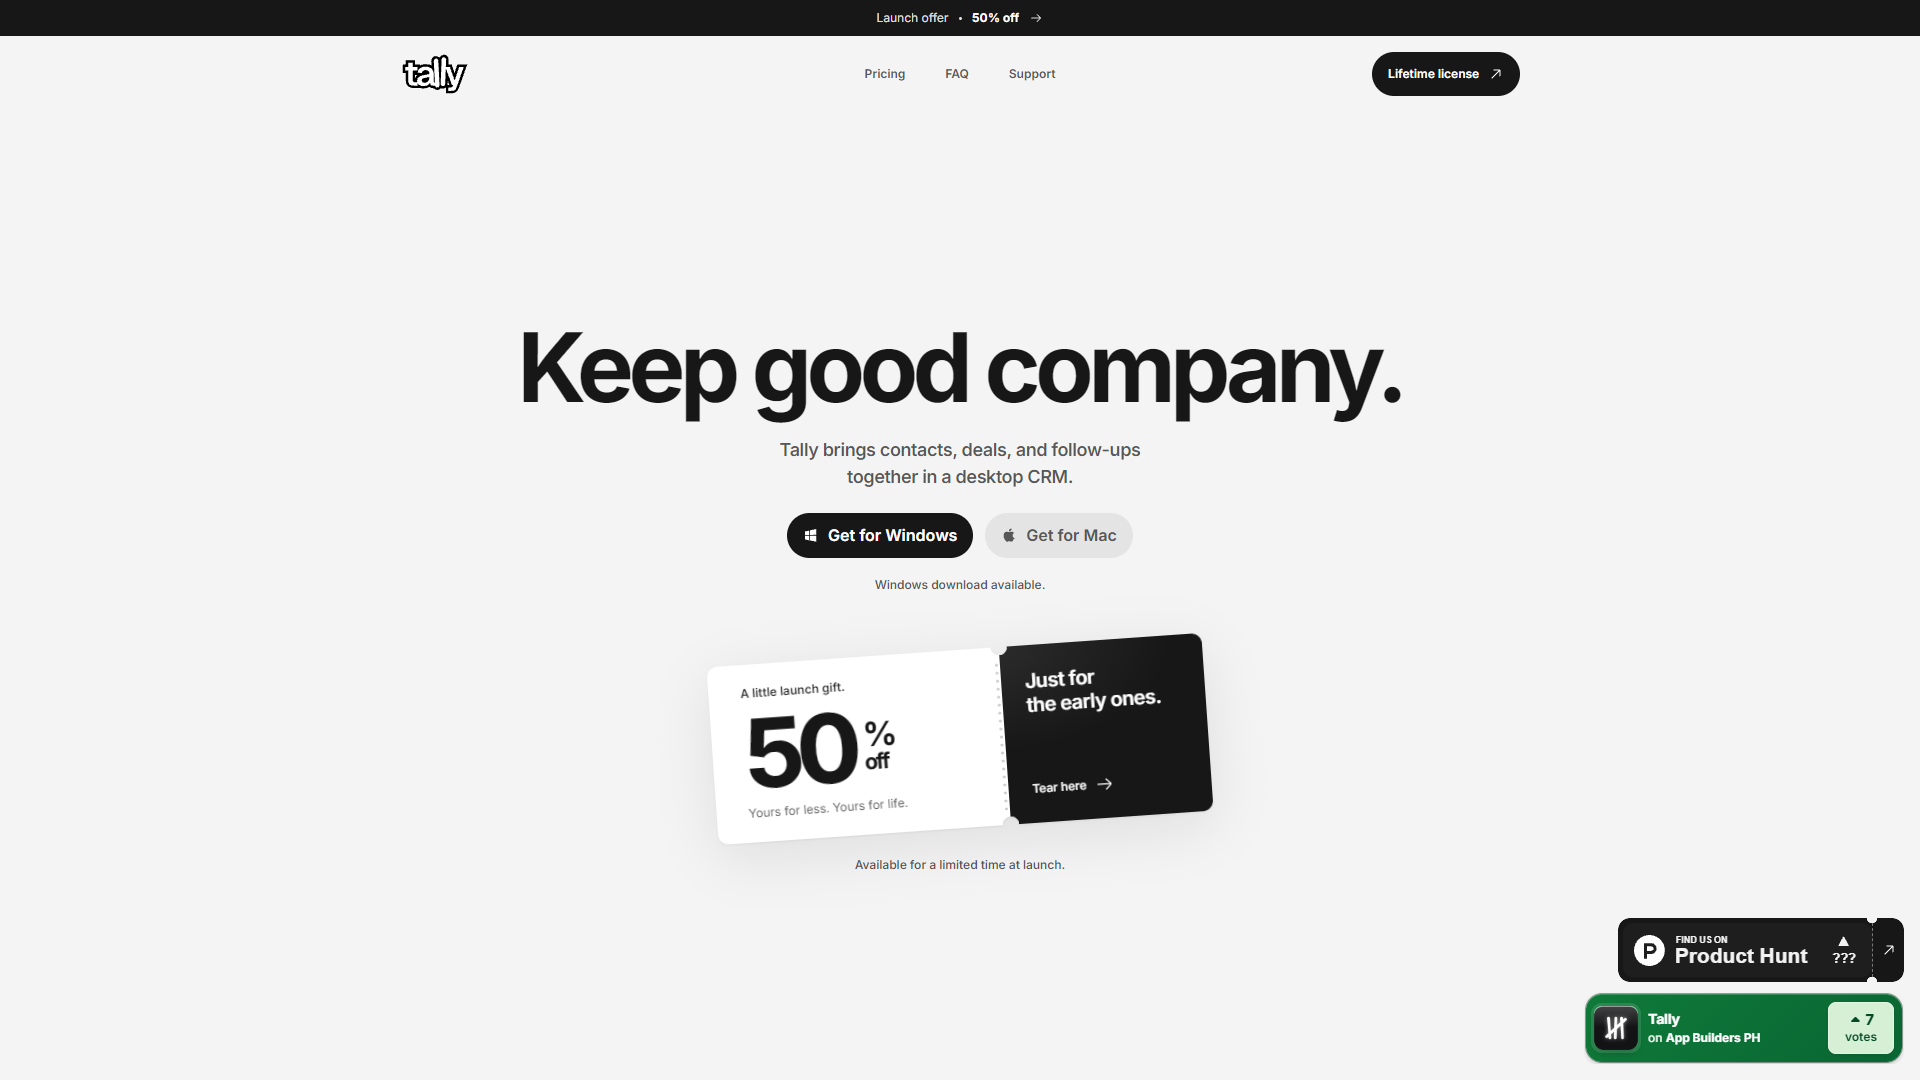 Launch offer • 50% off →
tally
Pricing
FAQ
Support
Lifetime license
Keep good company.
Tally brings contacts, deals, and follow-ups
together in a desktop CRM.
Get for Windows
Get for Mac
Windows download available.
A little launch gift.
50% off
Yours for less. Yours for life.
Just for
the early ones.
Tear here →
Available for a limited time at launch.
FIND US ON
Product Hunt
???
Tally
on App Builders PH
7
votes